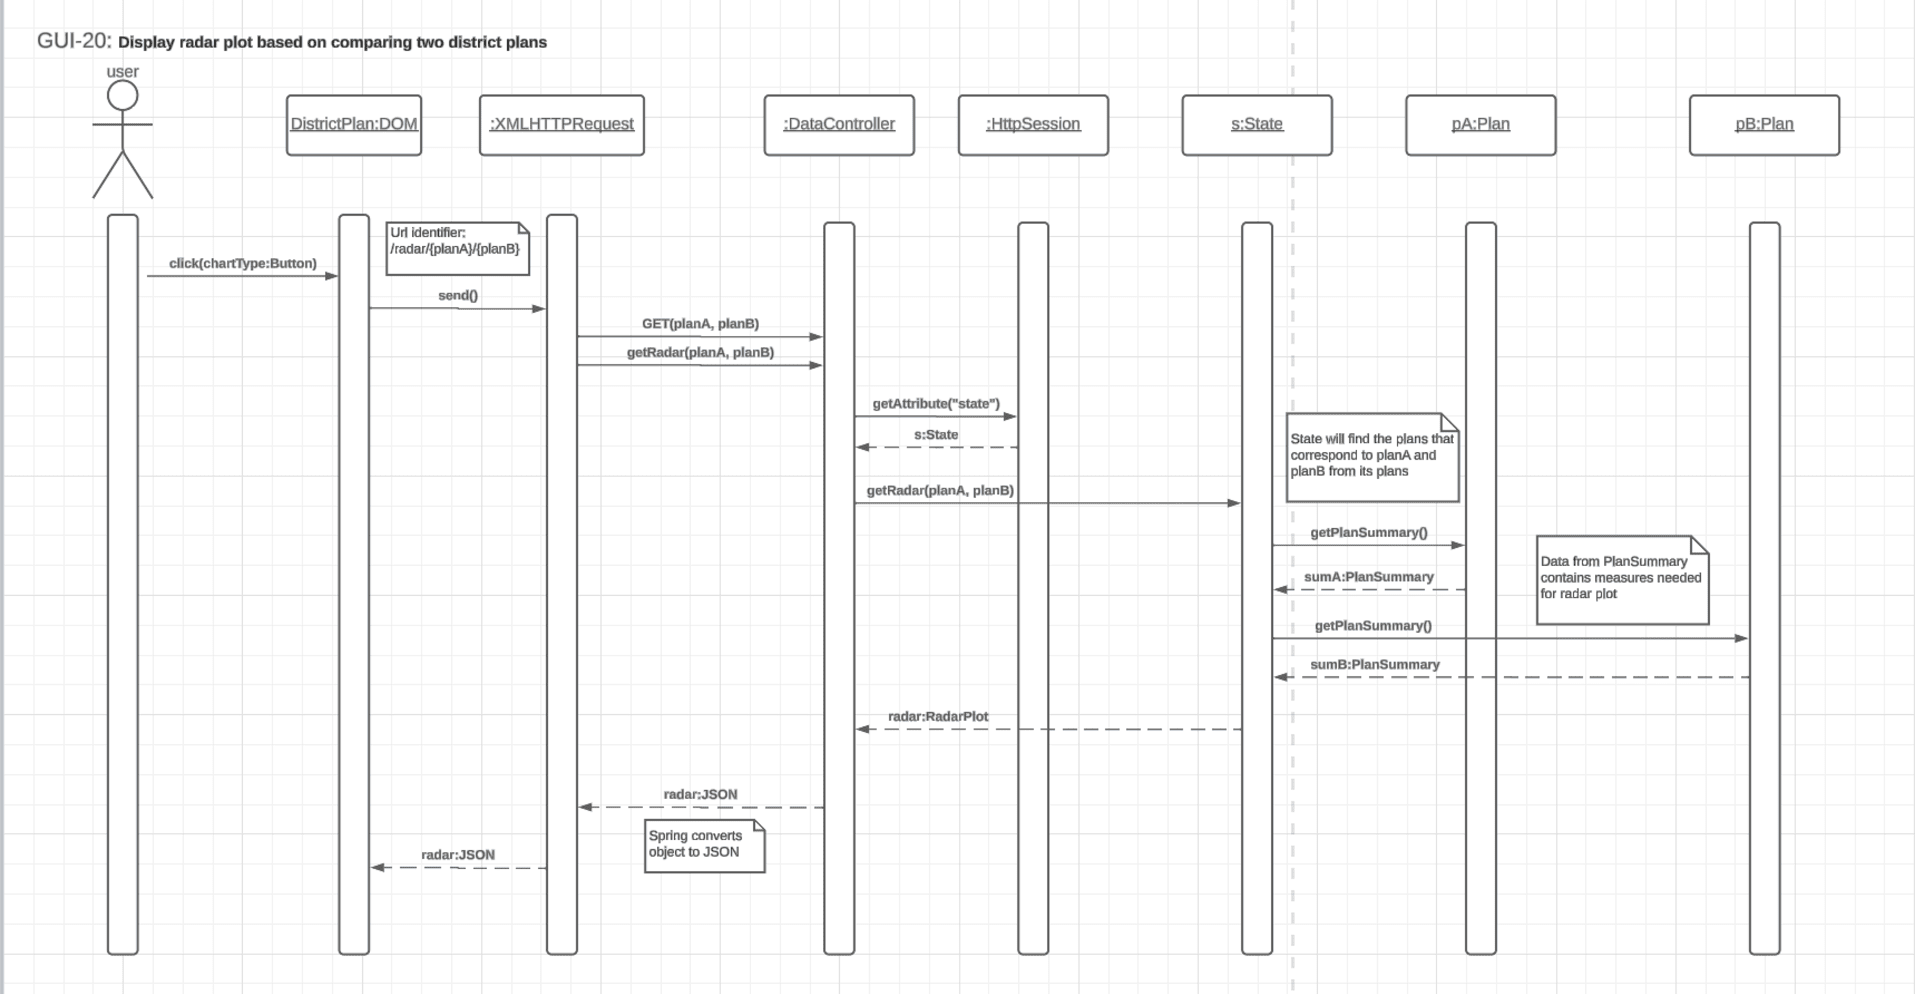 GUI-20: Display radar plot based on comparing two district plans
user
DistrictPlan:DOM
:XMLHTTPRequest
:DataController
:HttpSession
s:State
pA:Plan
pB:Plan
Url identifier:
/radar/{planA}/{planB}
click(chartType:Button)
send()
GET(planA, planB)
getRadar(planA, planB)
getAttribute("state")
s:State
State will find the plans that
correspond to planA and
planB from its plans
getRadar(planA, planB)
getPlanSummary()
Data from PlanSummary
contains measures needed
for radar plot
sumA:PlanSummary
getPlanSummary()
sumB:PlanSummary
radar:RadarPlot
radar:JSON
Spring converts
object to JSON
radar:JSON